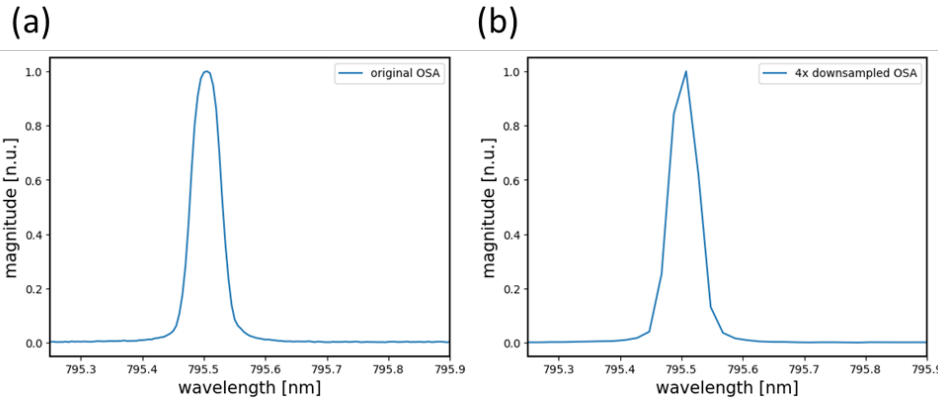 (a)
(b)
original OSA
4x downsampled OSA
magnitude [n.u.]
1.0
0.8
0.6
0.4
0.2
0.0
795.3 795.4 795.5 795.6 795.7 795.8 795.9
wavelength [nm]
magnitude [n.u.]
1.0
0.8
0.6
0.4
0.2
0.0
795.3 795.4 795.5 795.6 795.7 795.8 795.9
wavelength [nm]